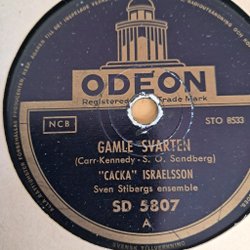 ODEON
Registered Trade Mark
NCB
STO 8533
GAMLE SVARTEN
(Carr-Kennedy - S. O. Sandberg)
"CACKA" ISRAELSSON
Sven Stibergs ensemble
SD 5807
A